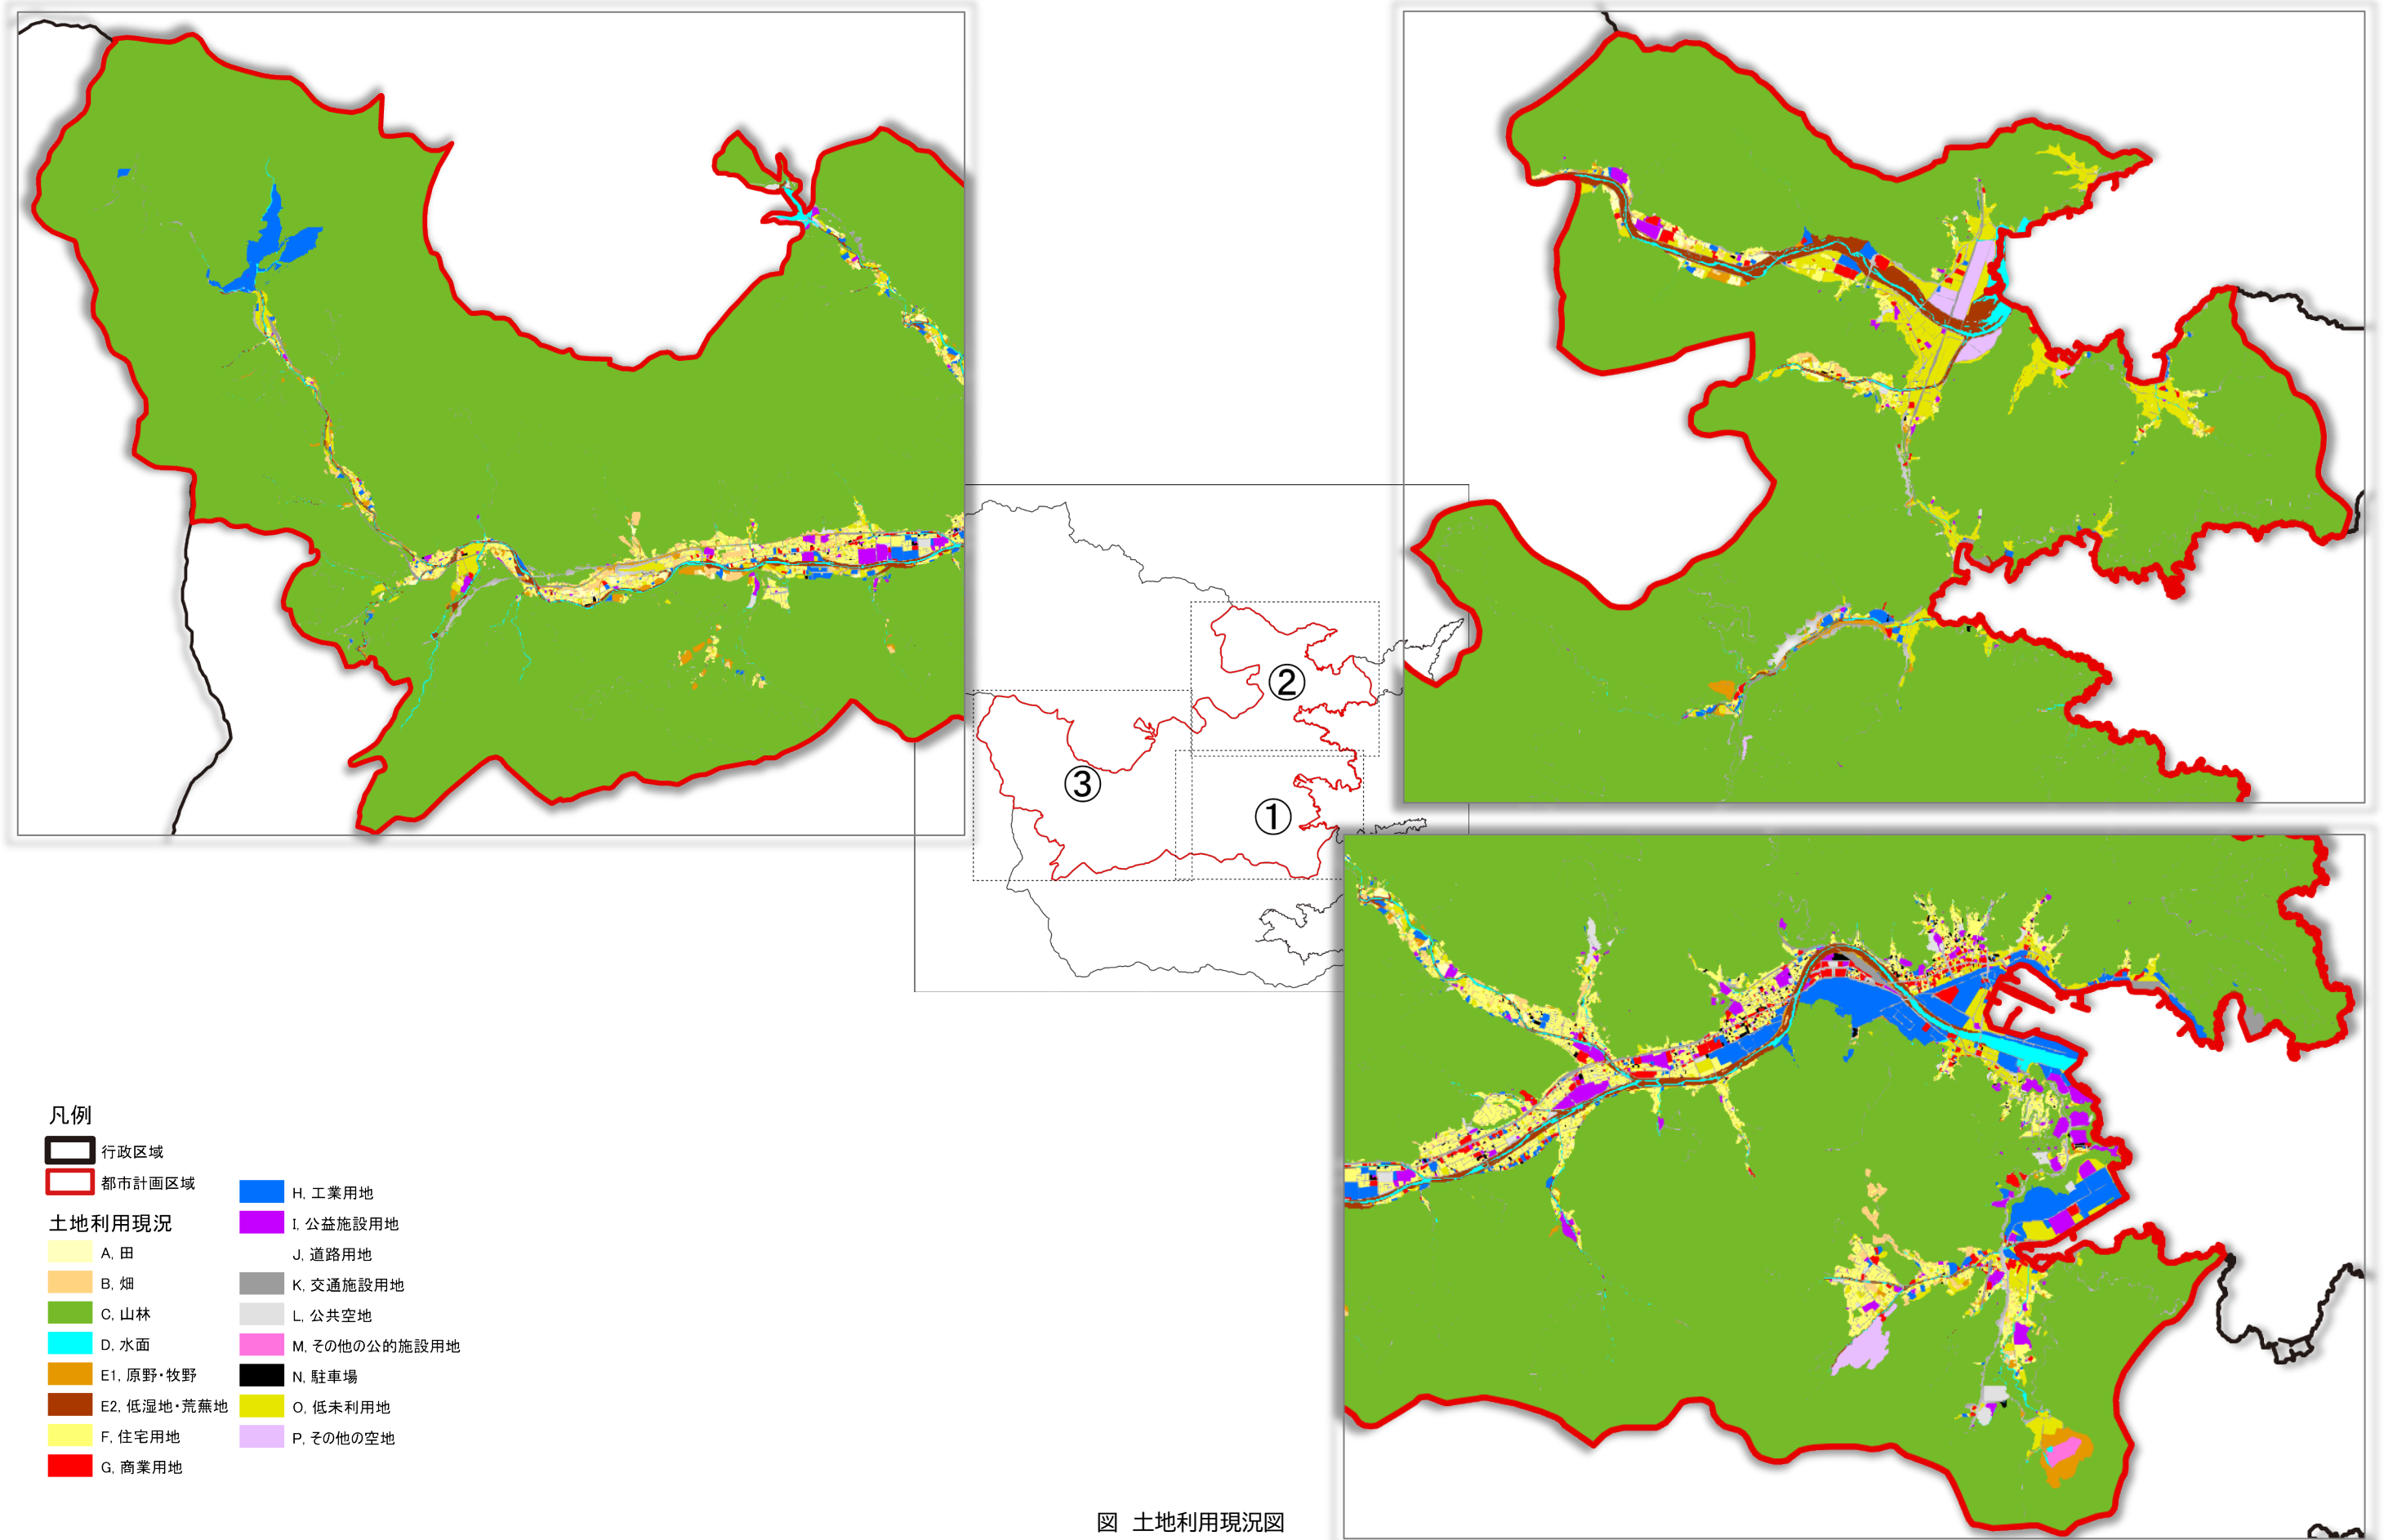 ②
③
①
凡例
行政区域
都市計画区域
土地利用現況
A, 田
B, 畑
C, 山林
D, 水面
E1, 原野・牧野
E2, 低湿地・荒蕪地
F, 住宅用地
G, 商業用地
H, 工業用地
I, 公益施設用地
J, 道路用地
K, 交通施設用地
L, 公共空地
M, その他の公的施設用地
N, 駐車場
O, 低未利用地
P, その他の空地
図 土地利用現況図